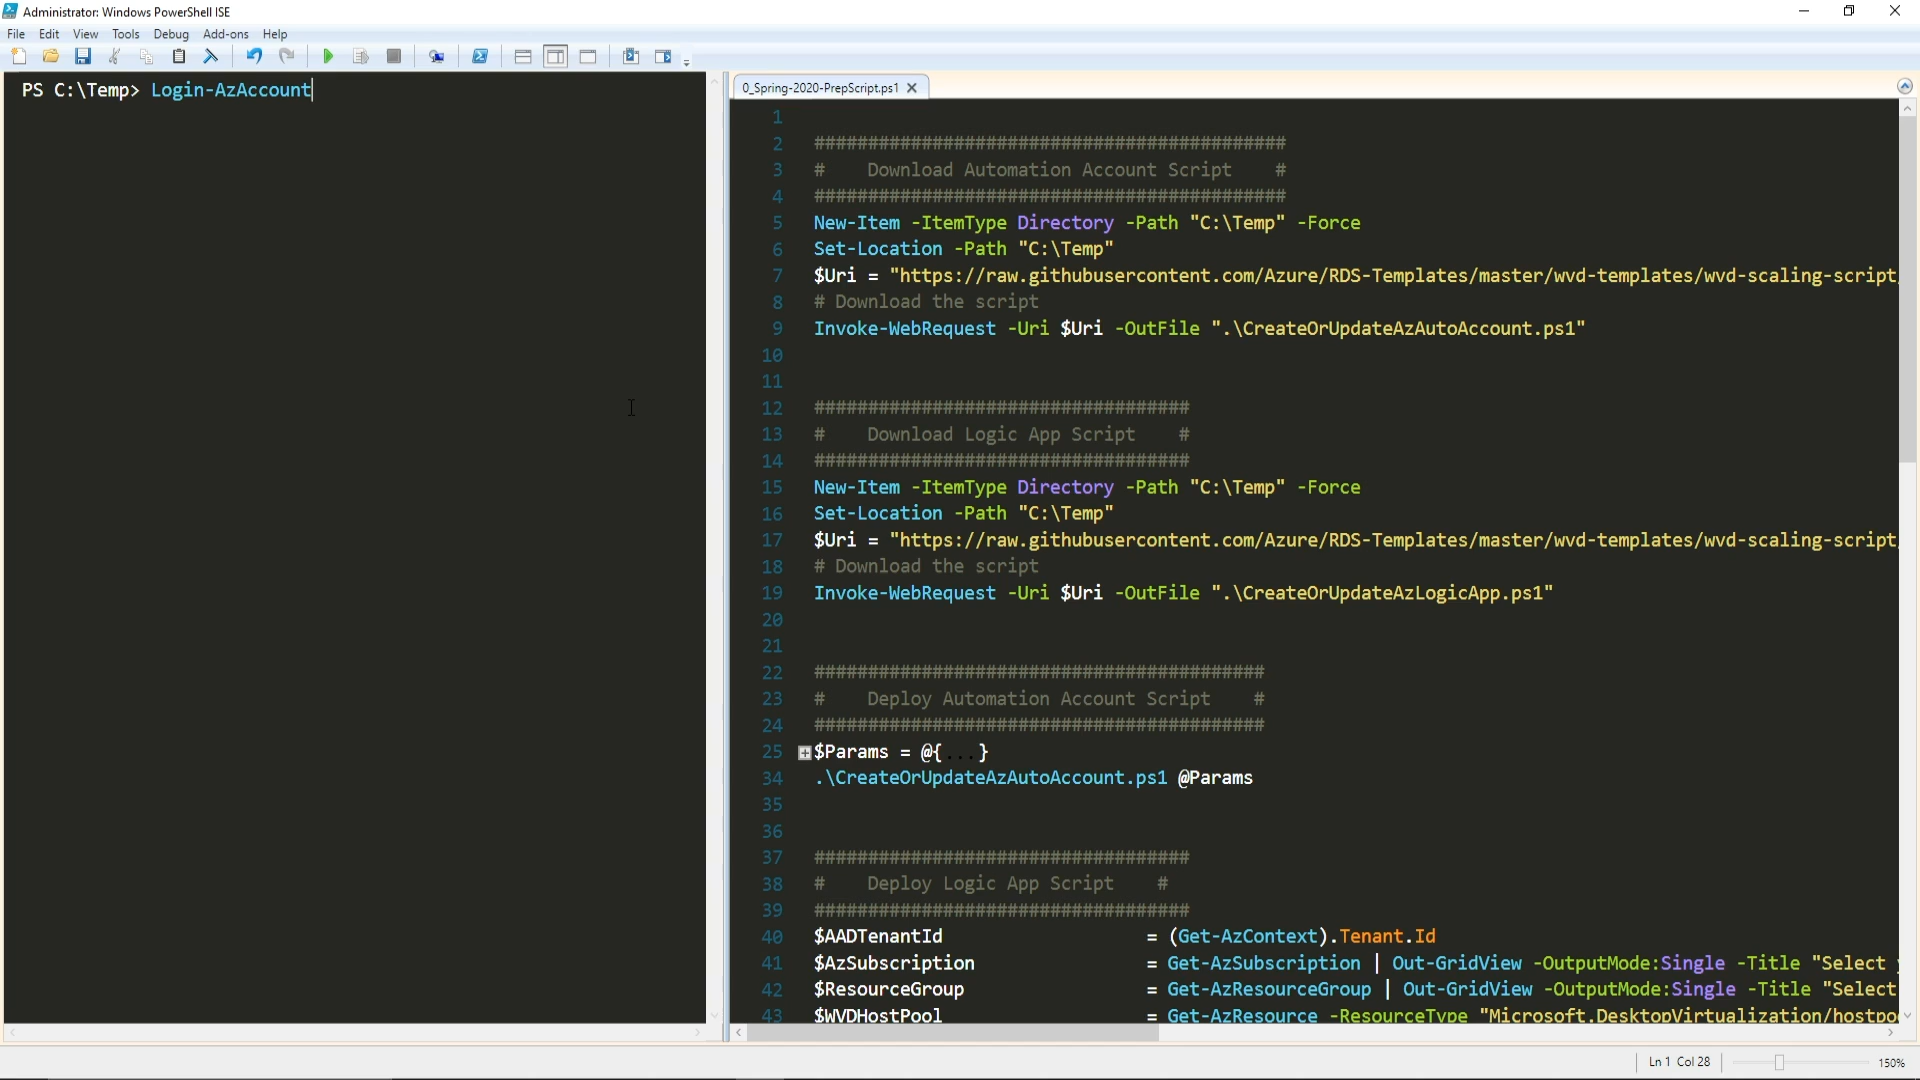 Administrator: Windows PowerShell ISE
File Edit View Tools Debug Add-ons Help
PS C:\Temp> Login-AzAccount
0_Spring-2020-PrepScript.ps1
1
2 ############################################
3 # Download Automation Account Script #
4 ############################################
5 New-Item -ItemType Directory -Path "C:\Temp" -Force
6 Set-Location -Path "C:\Temp"
7 $Uri = "https://raw.githubusercontent.com/Azure/RDS-Templates/master/wvd-templates/wvd-scaling-script
8 # Download the script
9 Invoke-WebRequest -Uri $Uri -OutFile ".\CreateOrUpdateAzAutoAccount.ps1"
10
11
12 ###################################
13 # Download Logic App Script #
14 ###################################
15 New-Item -ItemType Directory -Path "C:\Temp" -Force
16 Set-Location -Path "C:\Temp"
17 $Uri = "https://raw.githubusercontent.com/Azure/RDS-Templates/master/wvd-templates/wvd-scaling-script
18 # Download the script
19 Invoke-WebRequest -Uri $Uri -OutFile ".\CreateOrUpdateAzLogicApp.ps1"
20
21
22 ##########################################
23 # Deploy Automation Account Script #
24 ##########################################
25 $Params = @{...}
34 .\CreateOrUpdateAzAutoAccount.ps1 @Params
35
36
37 ###################################
38 # Deploy Logic App Script #
39 ###################################
40 $AADTenantId = (Get-AzContext).Tenant.Id
41 $AzSubscription = Get-AzSubscription | Out-GridView -OutputMode:Single -Title "Select
42 $ResourceGroup = Get-AzResourceGroup | Out-GridView -OutputMode:Single -Title "Select
43 $WVDHostPool = Get-AzResource -ResourceType "Microsoft.DesktopVirtualization/hostpo
Ln 1 Col 28 150%